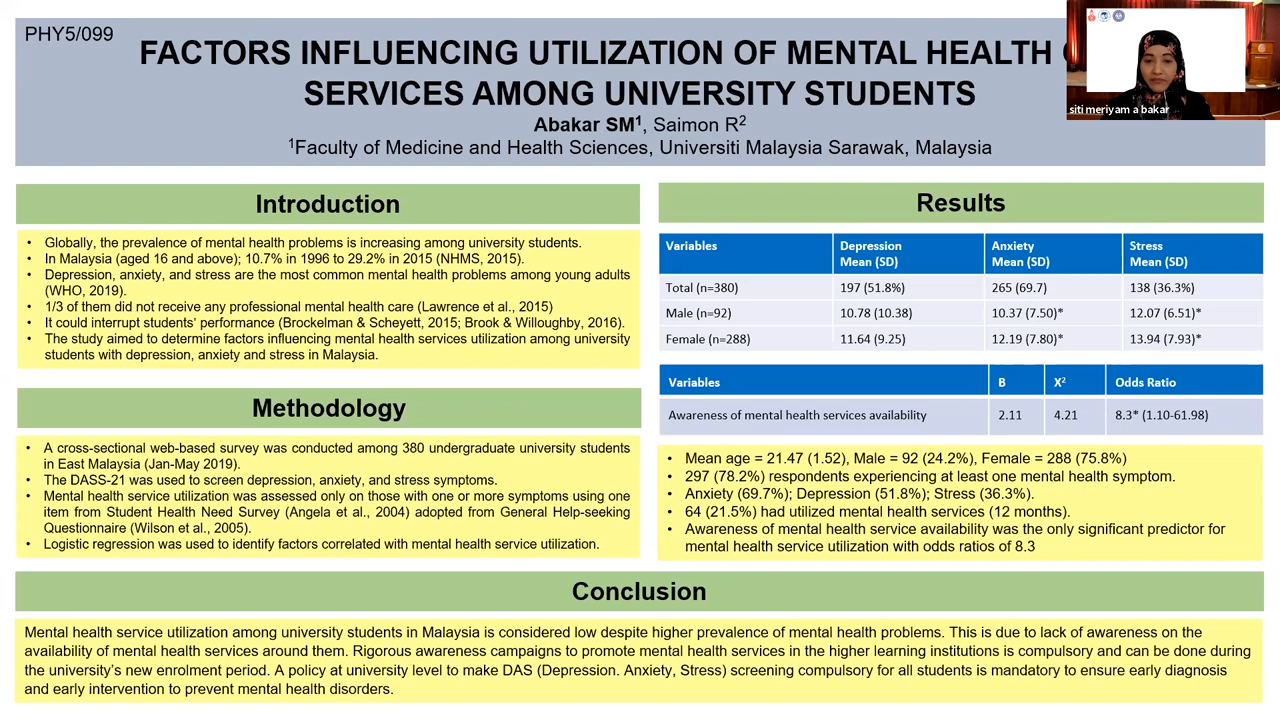 PHY5/099
FACTORS INFLUENCING UTILIZATION OF MENTAL HEALTH
SERVICES AMONG UNIVERSITY STUDENTS
Abakar SM1, Saimon R2
1Faculty of Medicine and Health Sciences, Universiti Malaysia Sarawak, Malaysia
siti meriyam a bakar
Introduction
• Globally, the prevalence of mental health problems is increasing among university students.
• In Malaysia (aged 16 and above); 10.7% in 1996 to 29.2% in 2015 (NHMS, 2015).
• Depression, anxiety, and stress are the most common mental health problems among young adults
(WHO, 2019).
• 1/3 of them did not receive any professional mental health care (Lawrence et al., 2015)
• It could interrupt students' performance (Brockelman & Scheyett, 2015; Brook & Willoughby, 2016).
• The study aimed to determine factors influencing mental health services utilization among university
students with depression, anxiety and stress in Malaysia.
Methodology
• A cross-sectional web-based survey was conducted among 380 undergraduate university students
in East Malaysia (Jan-May 2019).
• The DASS-21 was used to screen depression, anxiety, and stress symptoms.
• Mental health service utilization was assessed only on those with one or more symptoms using one
item from Student Health Need Survey (Angela et al., 2004) adopted from General Help-seeking
Questionnaire (Wilson et al., 2005).
• Logistic regression was used to identify factors correlated with mental health service utilization.
Results
Variables Depression Mean (SD) Anxiety Mean (SD) Stress Mean (SD)
Total (n=380) 197 (51.8%) 265 (69.7) 138 (36.3%)
Male (n=92) 10.78 (10.38) 10.37 (7.50)* 12.07 (6.51)*
Female (n=288) 11.64 (9.25) 12.19 (7.80)* 13.94 (7.93)*
Variables B X2 Odds Ratio
Awareness of mental health services availability 2.11 4.21 8.3* (1.10-61.98)
• Mean age = 21.47 (1.52), Male = 92 (24.2%), Female = 288 (75.8%)
• 297 (78.2%) respondents experiencing at least one mental health symptom.
• Anxiety (69.7%); Depression (51.8%); Stress (36.3%).
• 64 (21.5%) had utilized mental health services (12 months).
• Awareness of mental health service availability was the only significant predictor for
mental health service utilization with odds ratios of 8.3
Conclusion
Mental health service utilization among university students in Malaysia is considered low despite higher prevalence of mental health problems. This is due to lack of awareness on the
availability of mental health services around them. Rigorous awareness campaigns to promote mental health services in the higher learning institutions is compulsory and can be done during
the university's new enrolment period. A policy at university level to make DAS (Depression. Anxiety, Stress) screening compulsory for all students is mandatory to ensure early diagnosis
and early intervention to prevent mental health disorders.